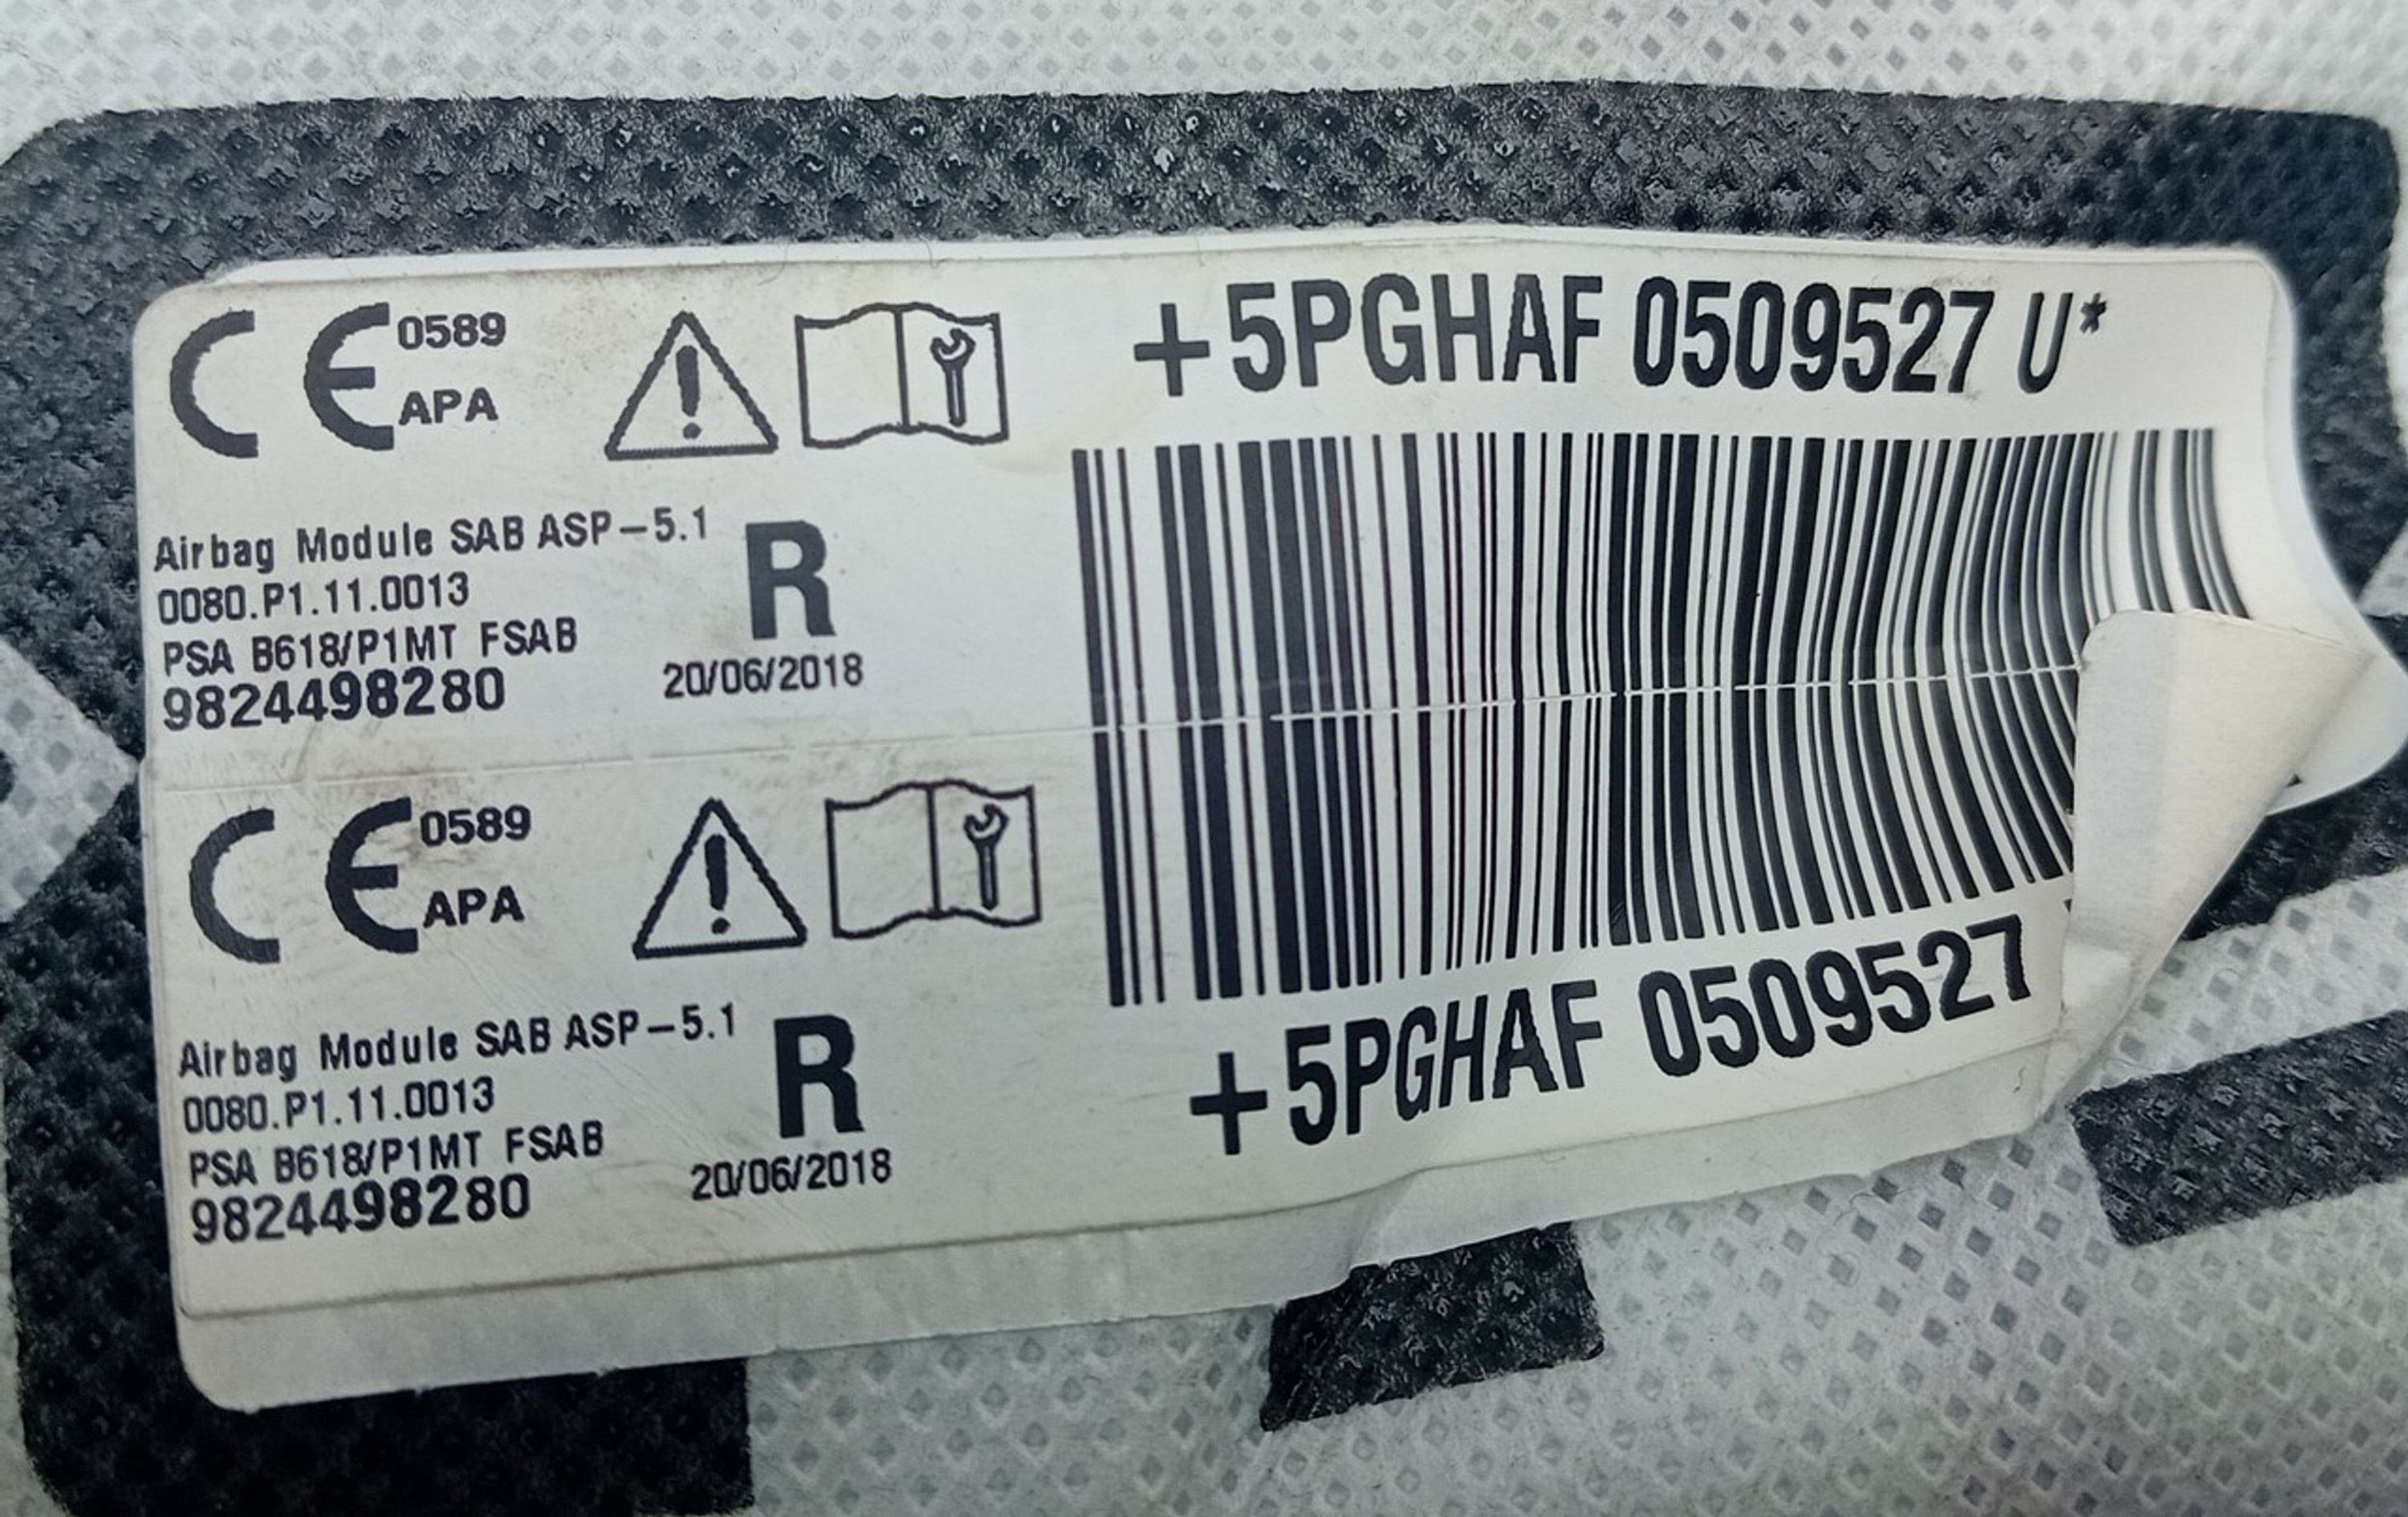 CE 0589
APA
+5PGHAF 0509527 U*
Airbag Module SAB ASP-5.1
0080.P1.11.0013
R
PSA B618/P1MT FSAB
9824498280
20/06/2018
CE 0589
APA
Airbag Module SAB ASP-5.1
0080.P1.11.0013
R
PSA B618/P1MT FSAB
9824498280
20/06/2018
+5PGHAF 0509527